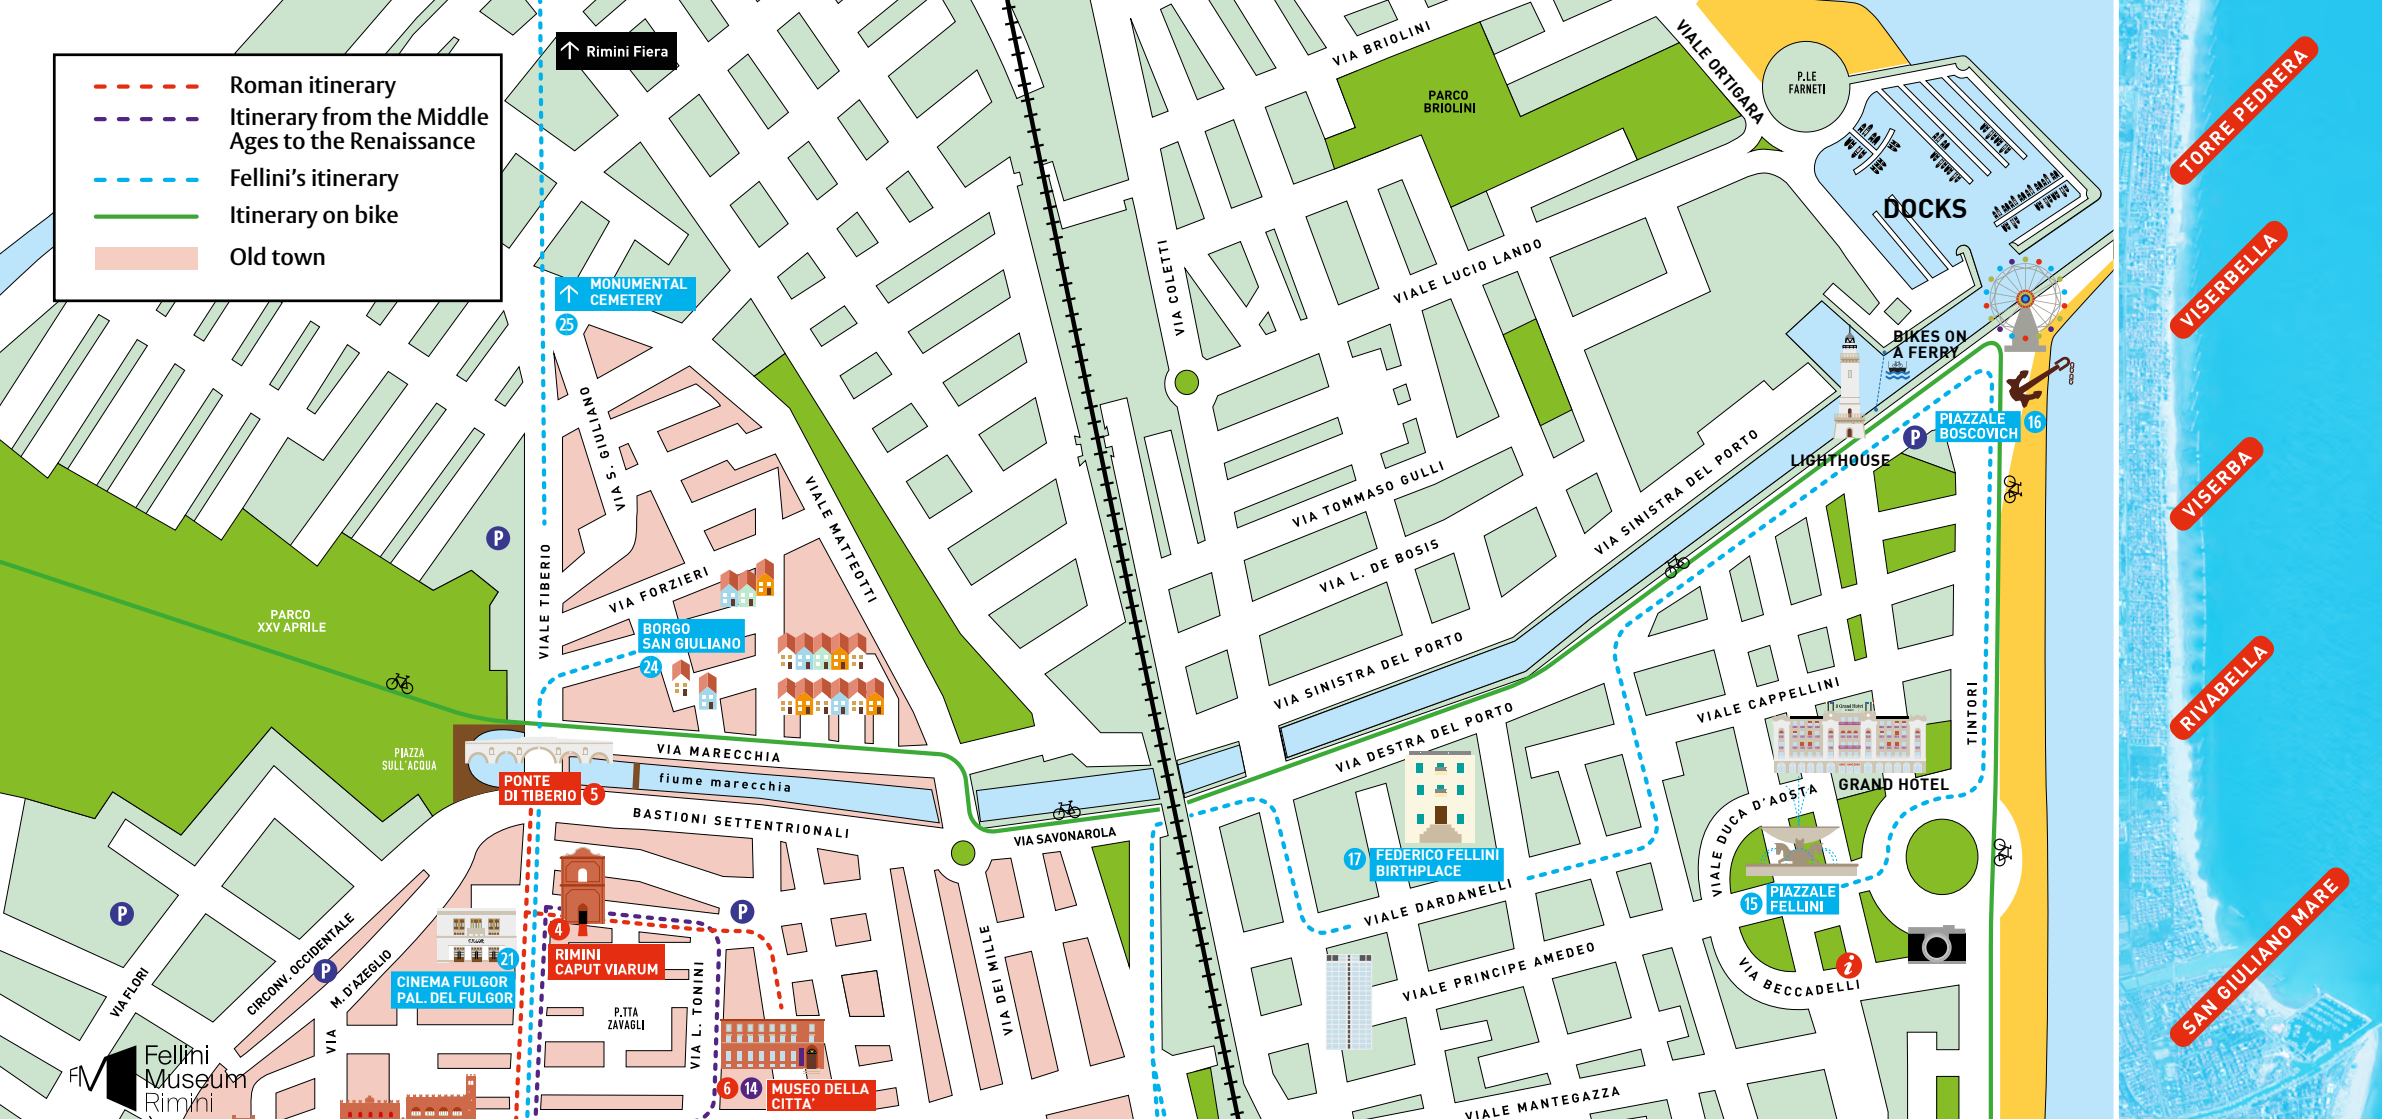 Roman itinerary
Itinerary from the Middle
Ages to the Renaissance
Fellini's itinerary
Itinerary on bike
Old town
Rimini Fiera
MONUMENTAL
CEMETERY
25
VIA BRIOLINI
PARCO
BRIOLINI
VIALE ORTIGARA
P.LE
FARNETI
DOCKS
VIA COLETTI
VIALE LUCIO LANDO
BIKES ON
A FERRY
PIAZZALE
BOSCOVICH
16
P
LIGHTHOUSE
VIA S. GIULIANO
VIALE MATTEOTTI
VIA TOMMASO GULLI
VIA SINISTRA DEL PORTO
VIA L. DE BOSIS
P
VIALE TIBERIO
VIA FORZIERI
PARCO
XXV APRILE
BORGO
SAN GIULIANO
24
VIA SINISTRA DEL PORTO
VIALE CAPPELLINI
TINTORI
il Grand Hotel
GRAND HOTEL
PIAZZA
SULL'ACQUA
VIA MARECCHIA
fiume marecchia
PONTE
DI TIBERIO
5
BASTIONI SETTENTRIONALI
VIA SAVONAROLA
VIA DESTRA DEL PORTO
17
FEDERICO FELLINI
BIRTHPLACE
VIALE DARDANELLI
VIALE DUCA D'AOSTA
15
PIAZZALE
FELLINI
P
P
P
4
RIMINI
CAPUT VIARUM
21
CINEMA FULGOR
PAL. DEL FULGOR
CIRCONV. OCCIDENTALE
M. D'AZEGLIO
VIA
VIA FLORI
P.TTA
ZAVAGLI
VIA L. TONINI
VIA DEI MILLE
VIALE PRINCIPE AMEDEO
VIA BECCADELLI
i
6
14
MUSEO DELLA
CITTA'
VIALE MANTEGAZZA
FM
Fellini
Museum
Rimini
TORRE PEDRERA
VISERBELLA
VISERBA
RIVABELLA
SAN GIULIANO MARE